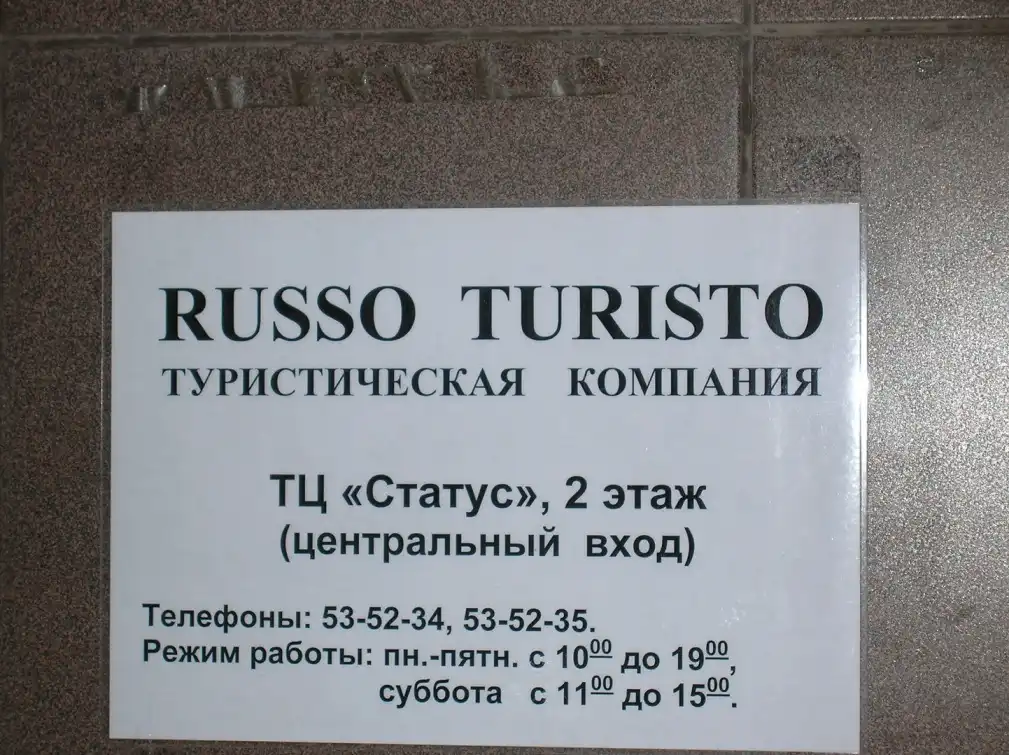 RUSSO TURISTO
ТУРИСТИЧЕСКАЯ КОМПАНИЯ
ТЦ «Статус», 2 этаж
(центральный вход)
Телефоны: 53-52-34, 53-52-35.
Режим работы: пн.-пятн. с 10⁰⁰ до 19⁰⁰,
суббота с 11⁰⁰ до 15⁰⁰.